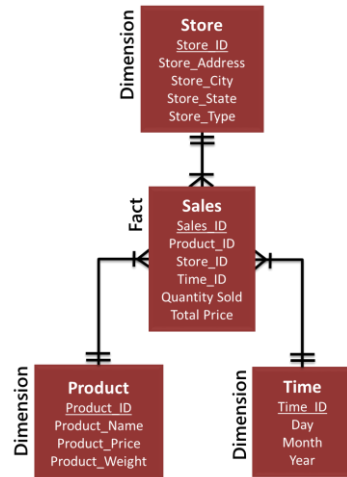 Dimension
Store
Store_ID
Store_Address
Store_City
Store_State
Store_Type
Fact
Sales
Sales_ID
Product_ID
Store_ID
Time_ID
Quantity Sold
Total Price
Dimension
Product
Product_ID
Product_Name
Product_Price
Product_Weight
Dimension
Time
Time_ID
Day
Month
Year